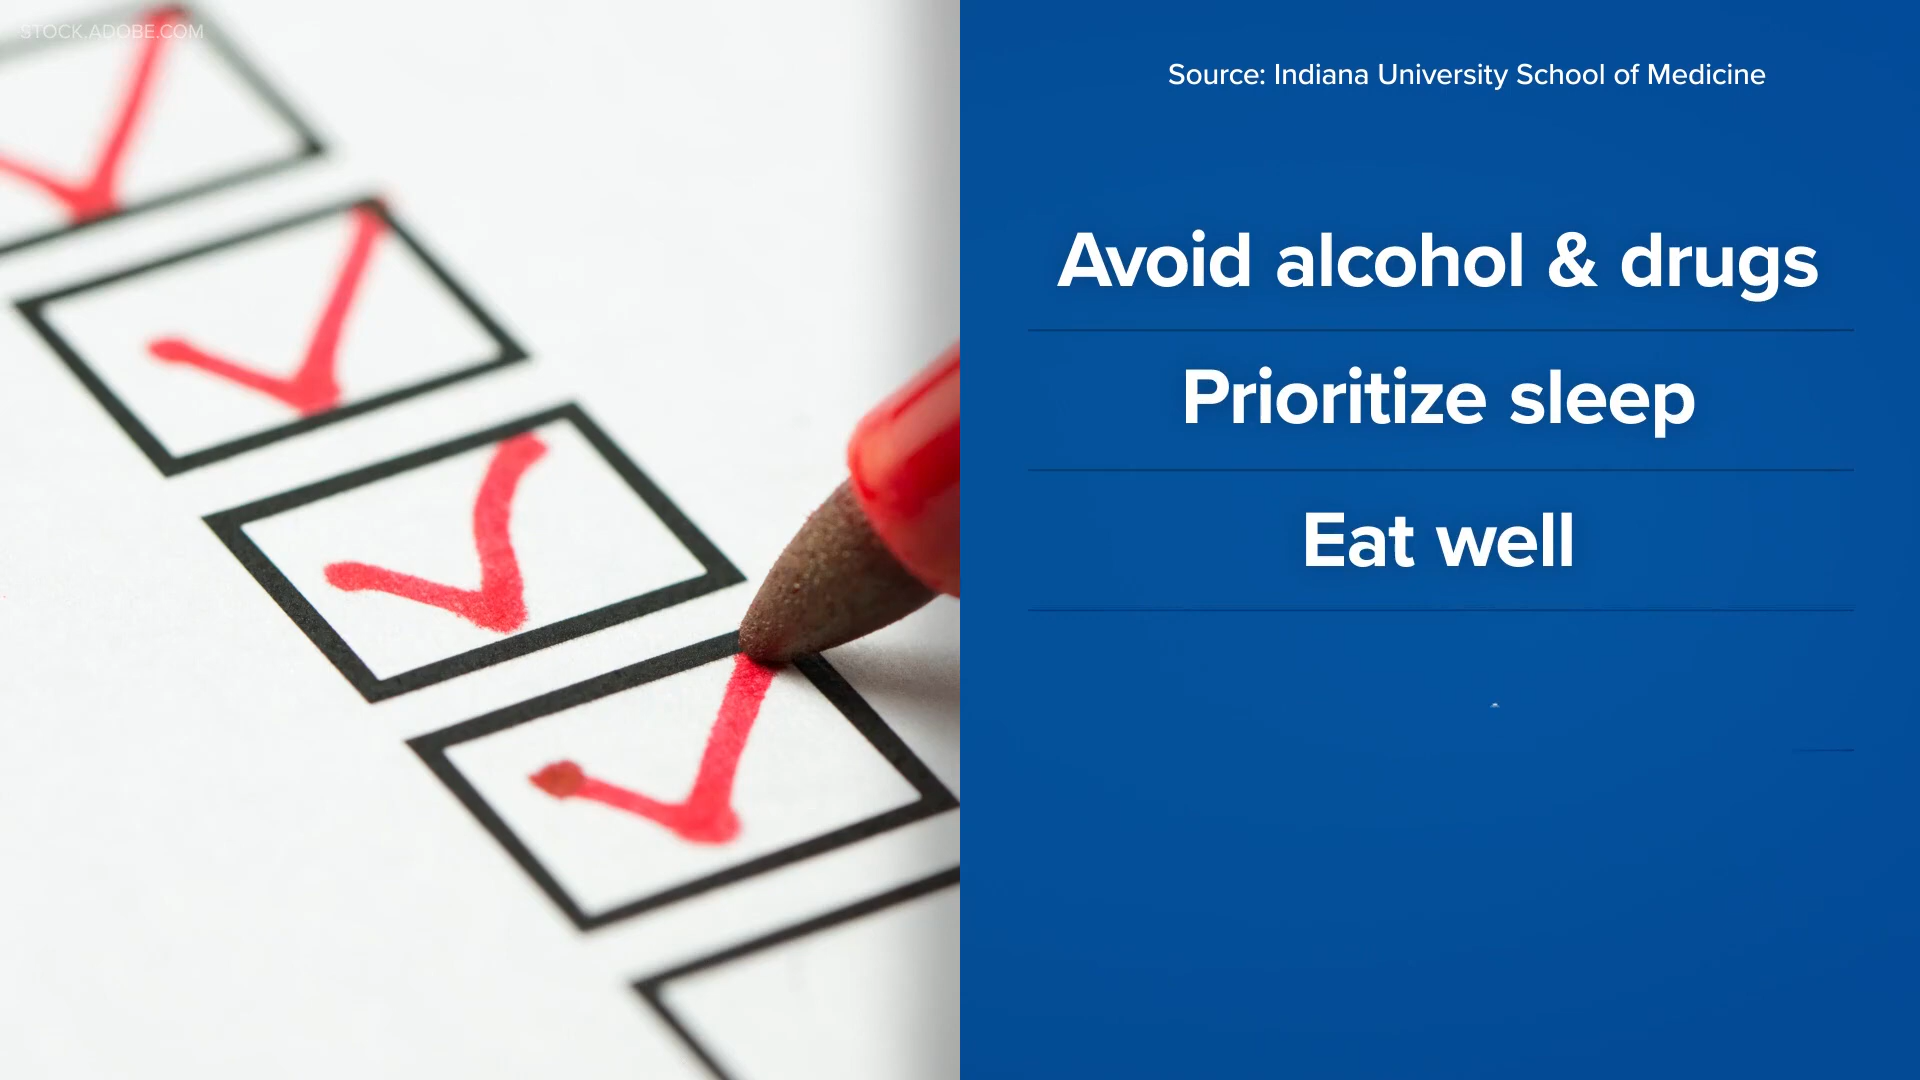 STOCK.ADOBE.COM
Source: Indiana University School of Medicine
Avoid alcohol & drugs
Prioritize sleep
Eat well